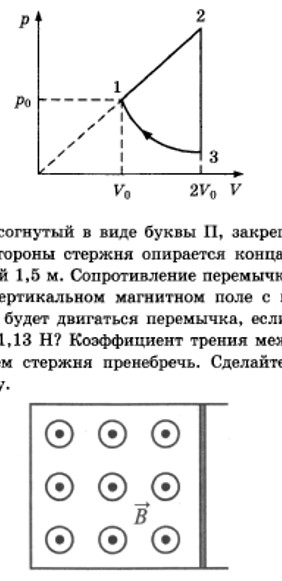 p
2
1
p₀
3
V₀ 2V₀ V
согнутый в виде буквы П, закреп
тороны стержня опирается конца
й 1,5 м. Сопротивление перемычк
ертикальном магнитном поле с и
будет двигаться перемычка, если
1,13 Н? Коэффициент трения меж
ем стержня пренебречь. Сделайте
у.
B⃗